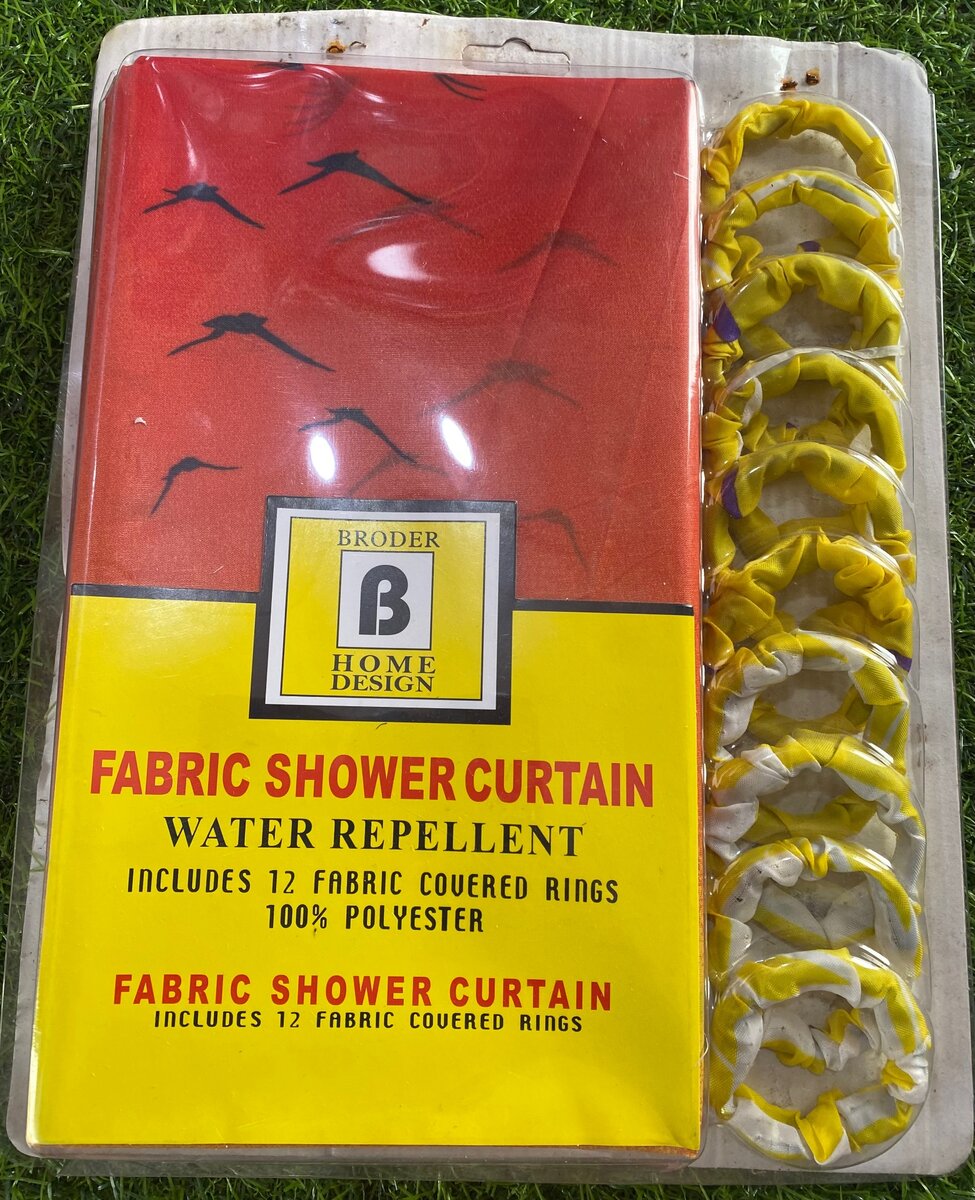 BRODER
β
HOME
DESIGN
FABRIC SHOWER CURTAIN
WATER REPELLENT
INCLUDES 12 FABRIC COVERED RINGS
100% POLYESTER
FABRIC SHOWER CURTAIN
INCLUDES 12 FABRIC COVERED RINGS